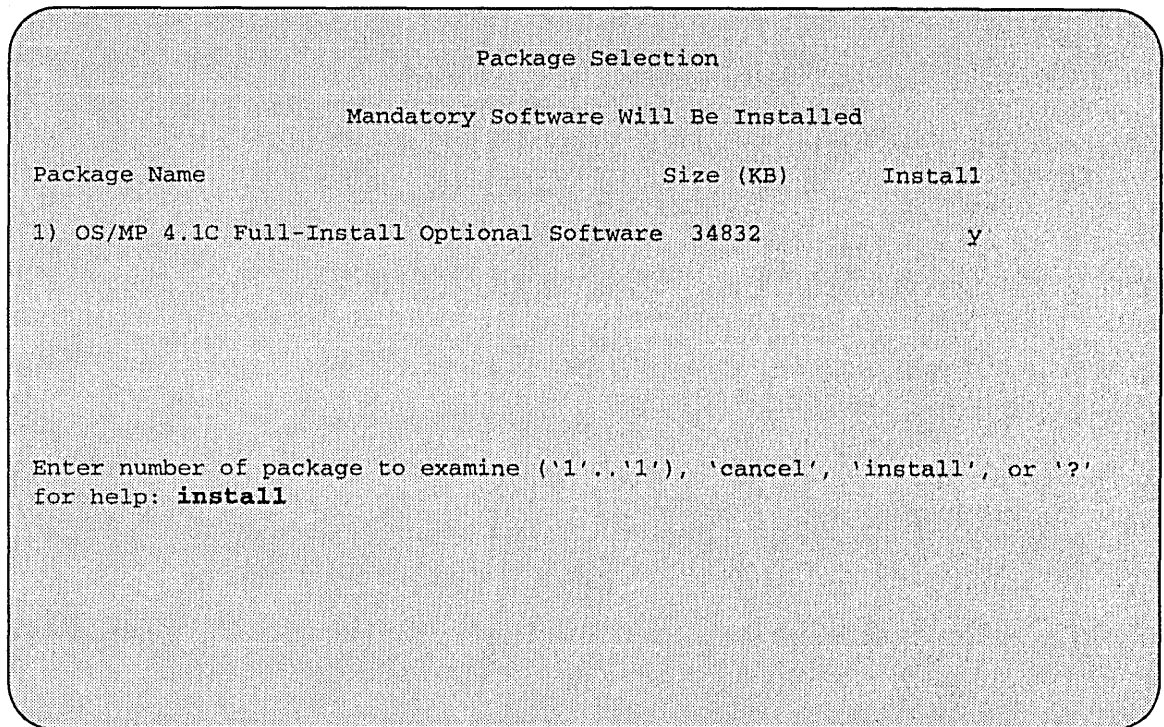 Package Selection
Mandatory Software Will Be Installed
Package Name Size (KB) Install
1) OS/MP 4.1C Full-Install Optional Software 34832 y
Enter number of package to examine ('1'..'1'), 'cancel', 'install', or '?'
for help: install